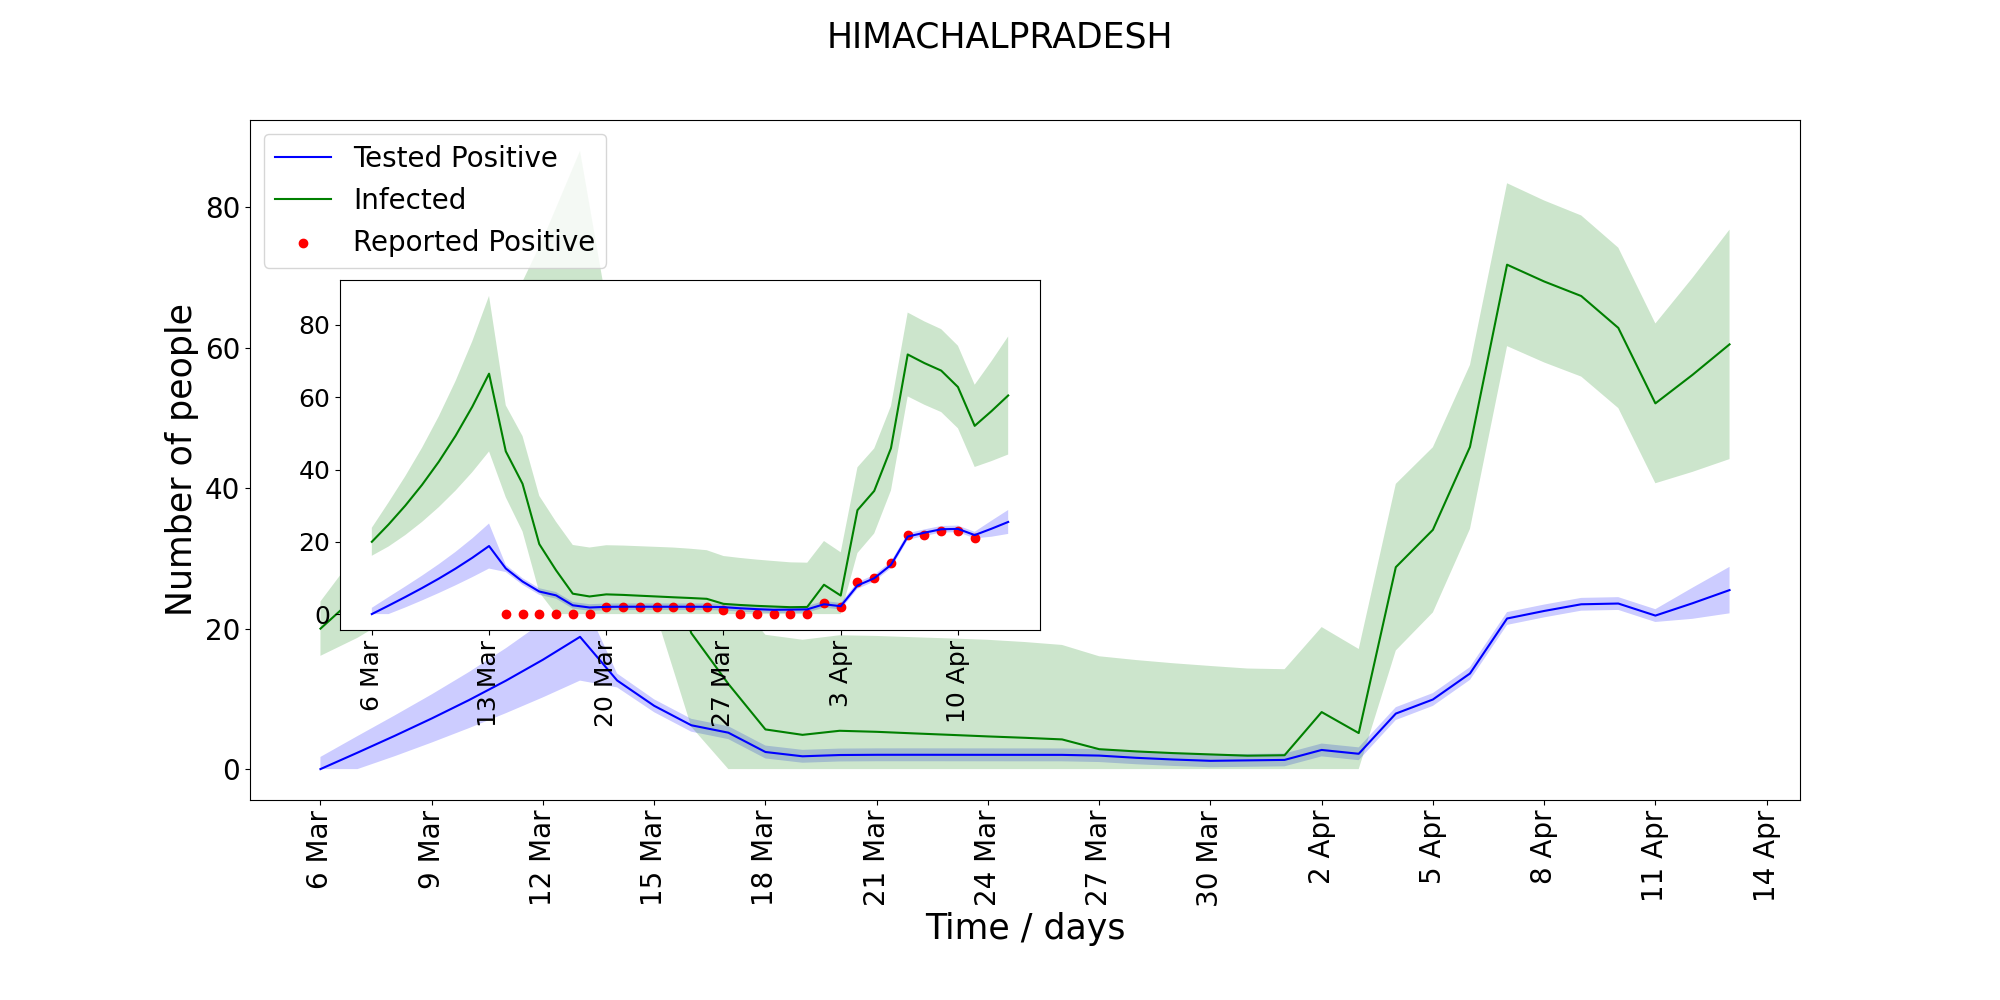 HIMACHALPRADESH
Tested Positive
Infected
Reported Positive
80
60
40
20
0
Number of people
80
60
40
20
0
6 Mar
13 Mar
20 Mar
27 Mar
3 Apr
10 Apr
6 Mar
9 Mar
12 Mar
15 Mar
18 Mar
21 Mar
24 Mar
27 Mar
30 Mar
2 Apr
5 Apr
8 Apr
11 Apr
14 Apr
Time / days